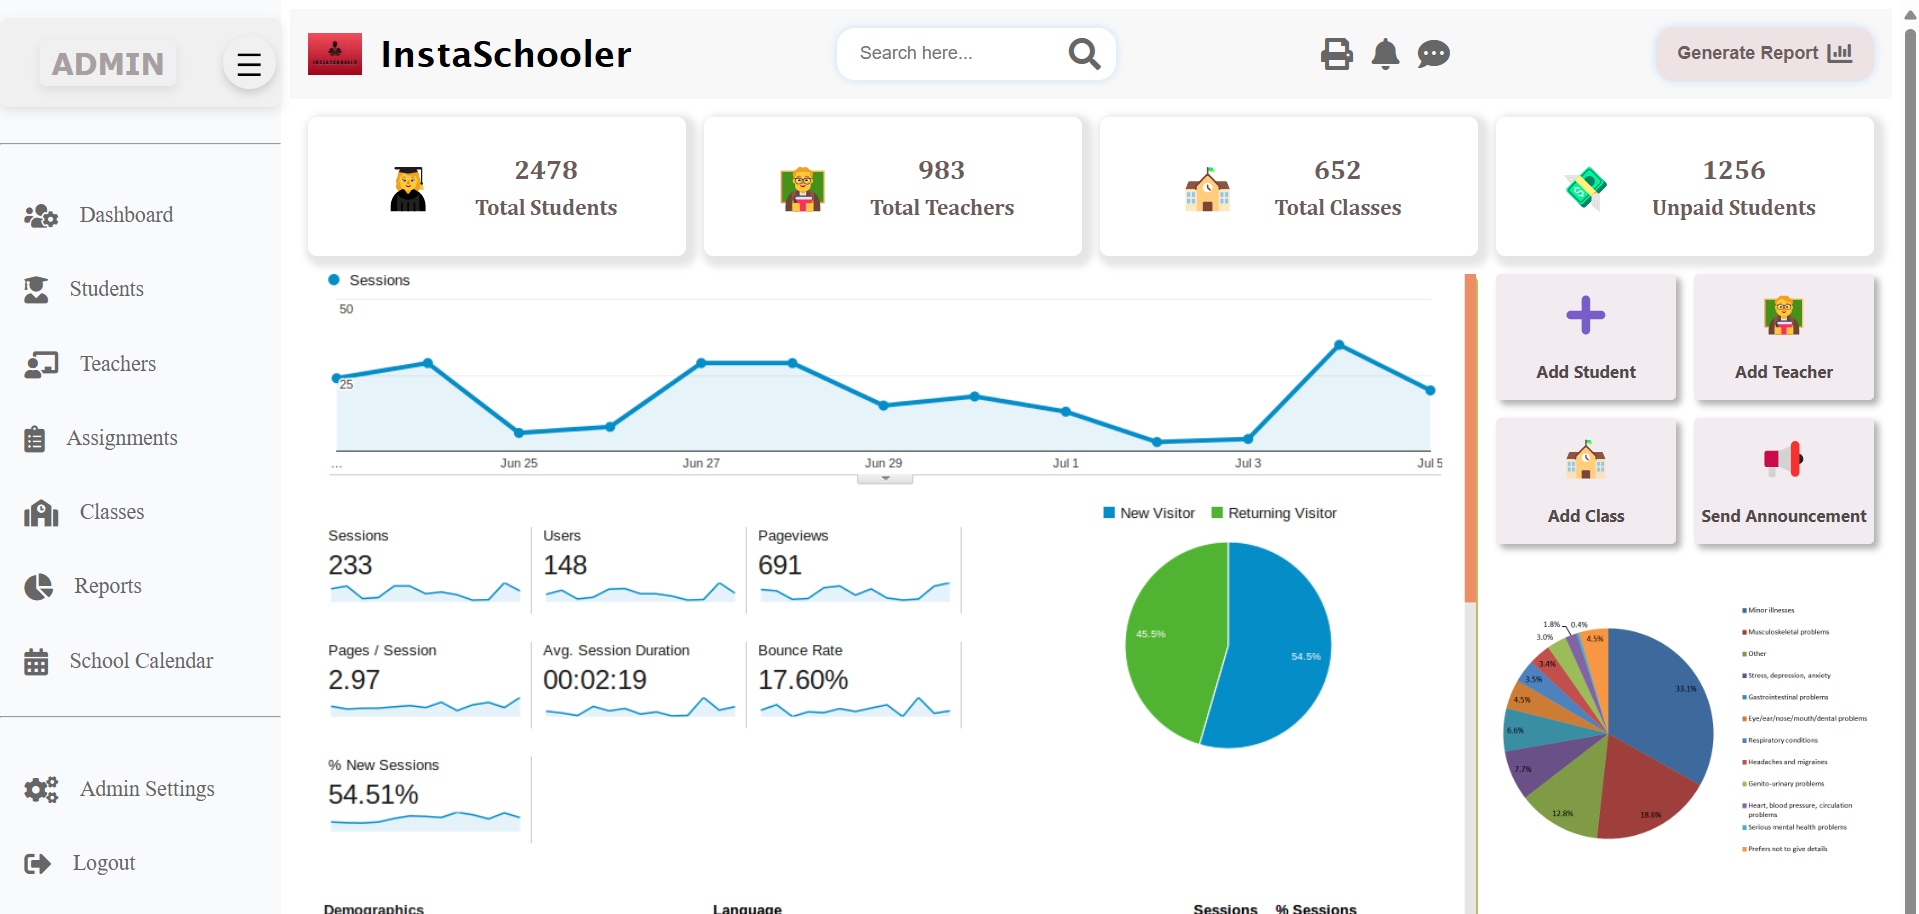 ADMIN
InstaSchooler
Search here...
Generate Report
Dashboard
Students
Teachers
Assignments
Classes
Reports
School Calendar
Admin Settings
Logout
2478
Total Students
983
Total Teachers
652
Total Classes
1256
Unpaid Students
Sessions
50
25
...
Jun 25
Jun 27
Jun 29
Jul 1
Jul 3
Jul 5
Sessions
233
Users
148
Pageviews
691
Pages / Session
2.97
Avg. Session Duration
00:02:19
Bounce Rate
17.60%
% New Sessions
54.51%
New Visitor
Returning Visitor
45.5%
54.5%
Add Student
Add Teacher
Add Class
Send Announcement
1.8%
0.4%
3.0%
4.5%
3.4%
3.5%
4.5%
6.6%
7.7%
12.8%
18.6%
33.1%
Minor illnesses
Musculoskeletal problems
Other
Stress, depression, anxiety
Gastrointestinal problems
Eye/ear/nose/mouth/dental problems
Respiratory conditions
Headaches and migraines
Genito-urinary problems
Heart, blood pressure, circulation
problems
Serious mental health problems
Prefers not to give details
Demographics
Language
Sessions
% Sessions